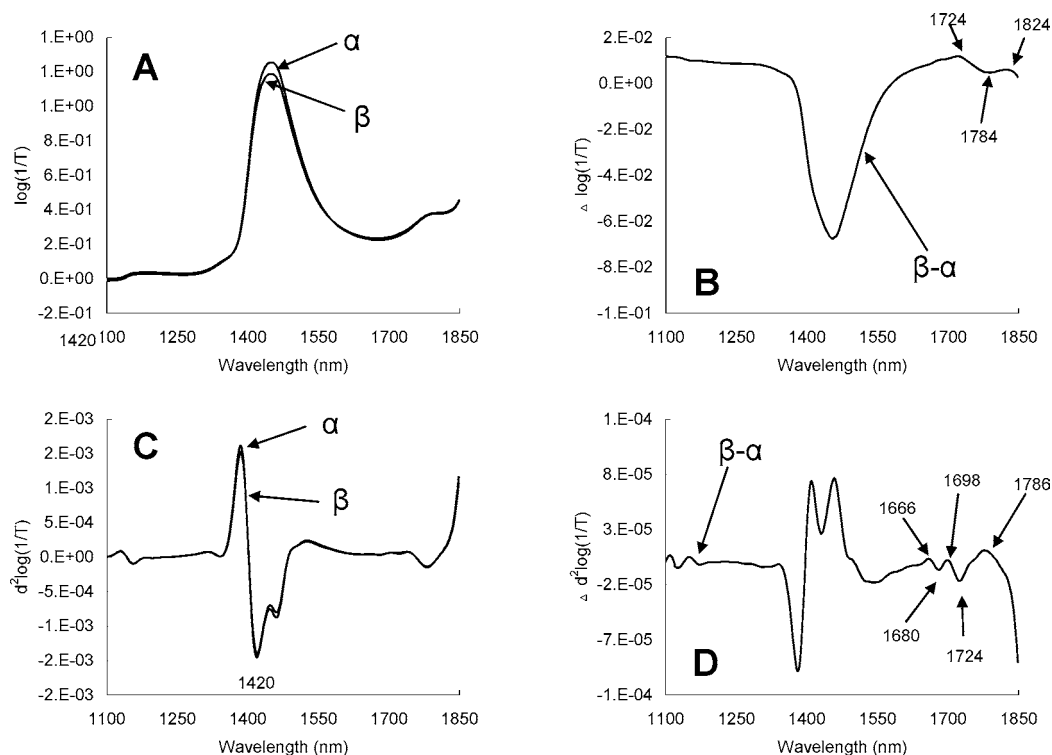 A
log(1/T)
1.E+00
1.E+00
1.E+00
8.E-01
6.E-01
4.E-01
2.E-01
0.E+00
-2.E-01
α
β
1420
1100 1250 1400 1550 1700 1850
Wavelength (nm)
B
△ log(1/T)
2.E-02
0.E+00
-2.E-02
-4.E-02
-6.E-02
-8.E-02
-1.E-01
1724
1824
1784
β-α
1100 1250 1400 1550 1700 1850
Wavelength (nm)
C
d²log(1/T)
2.E-03
2.E-03
1.E-03
5.E-04
0.E+00
-5.E-04
-1.E-03
-2.E-03
-2.E-03
α
β
1420
1100 1250 1400 1550 1700 1850
Wavelength (nm)
D
△ d²log(1/T)
1.E-04
8.E-05
3.E-05
-2.E-05
-7.E-05
-1.E-04
β-α
1666
1698
1786
1680
1724
1100 1250 1400 1550 1700 1850
Wavelength (nm)